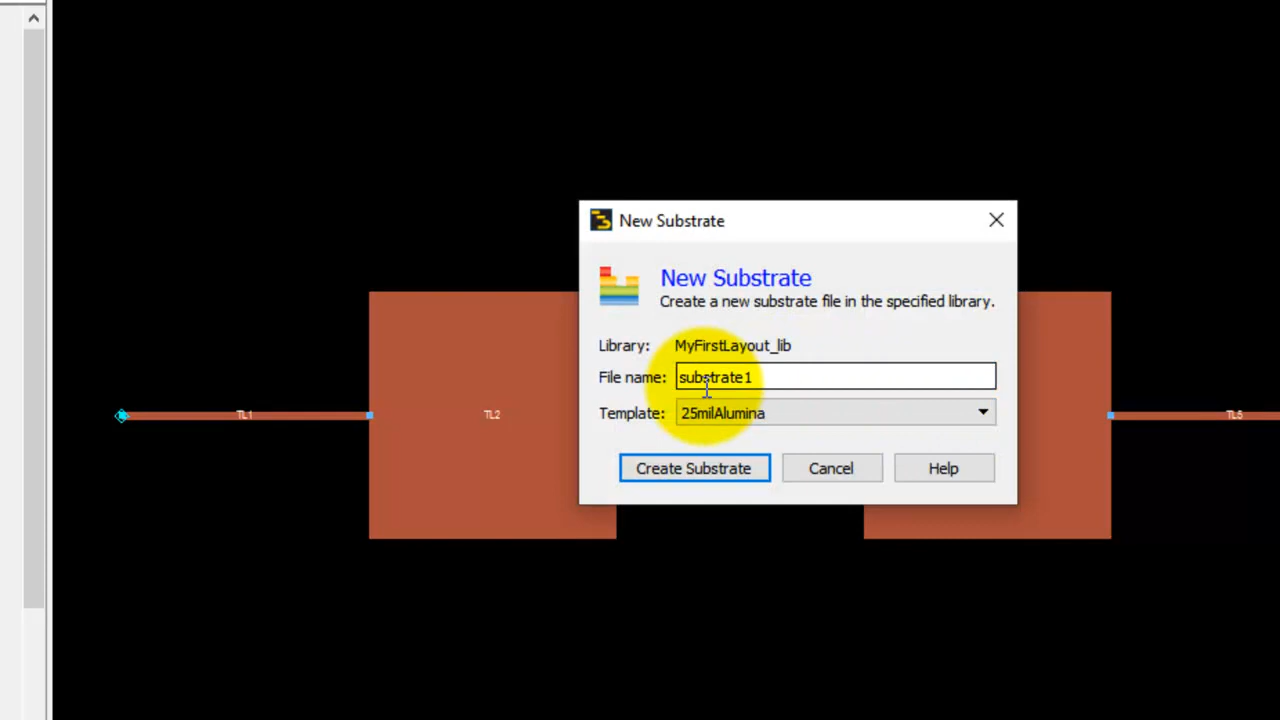 New Substrate
New Substrate
Create a new substrate file in the specified library.
Library: MyFirstLayout_lib
File name: substrate1
TL1
TL2
Template: 25milAlumina
TL5
Create Substrate
Cancel
Help